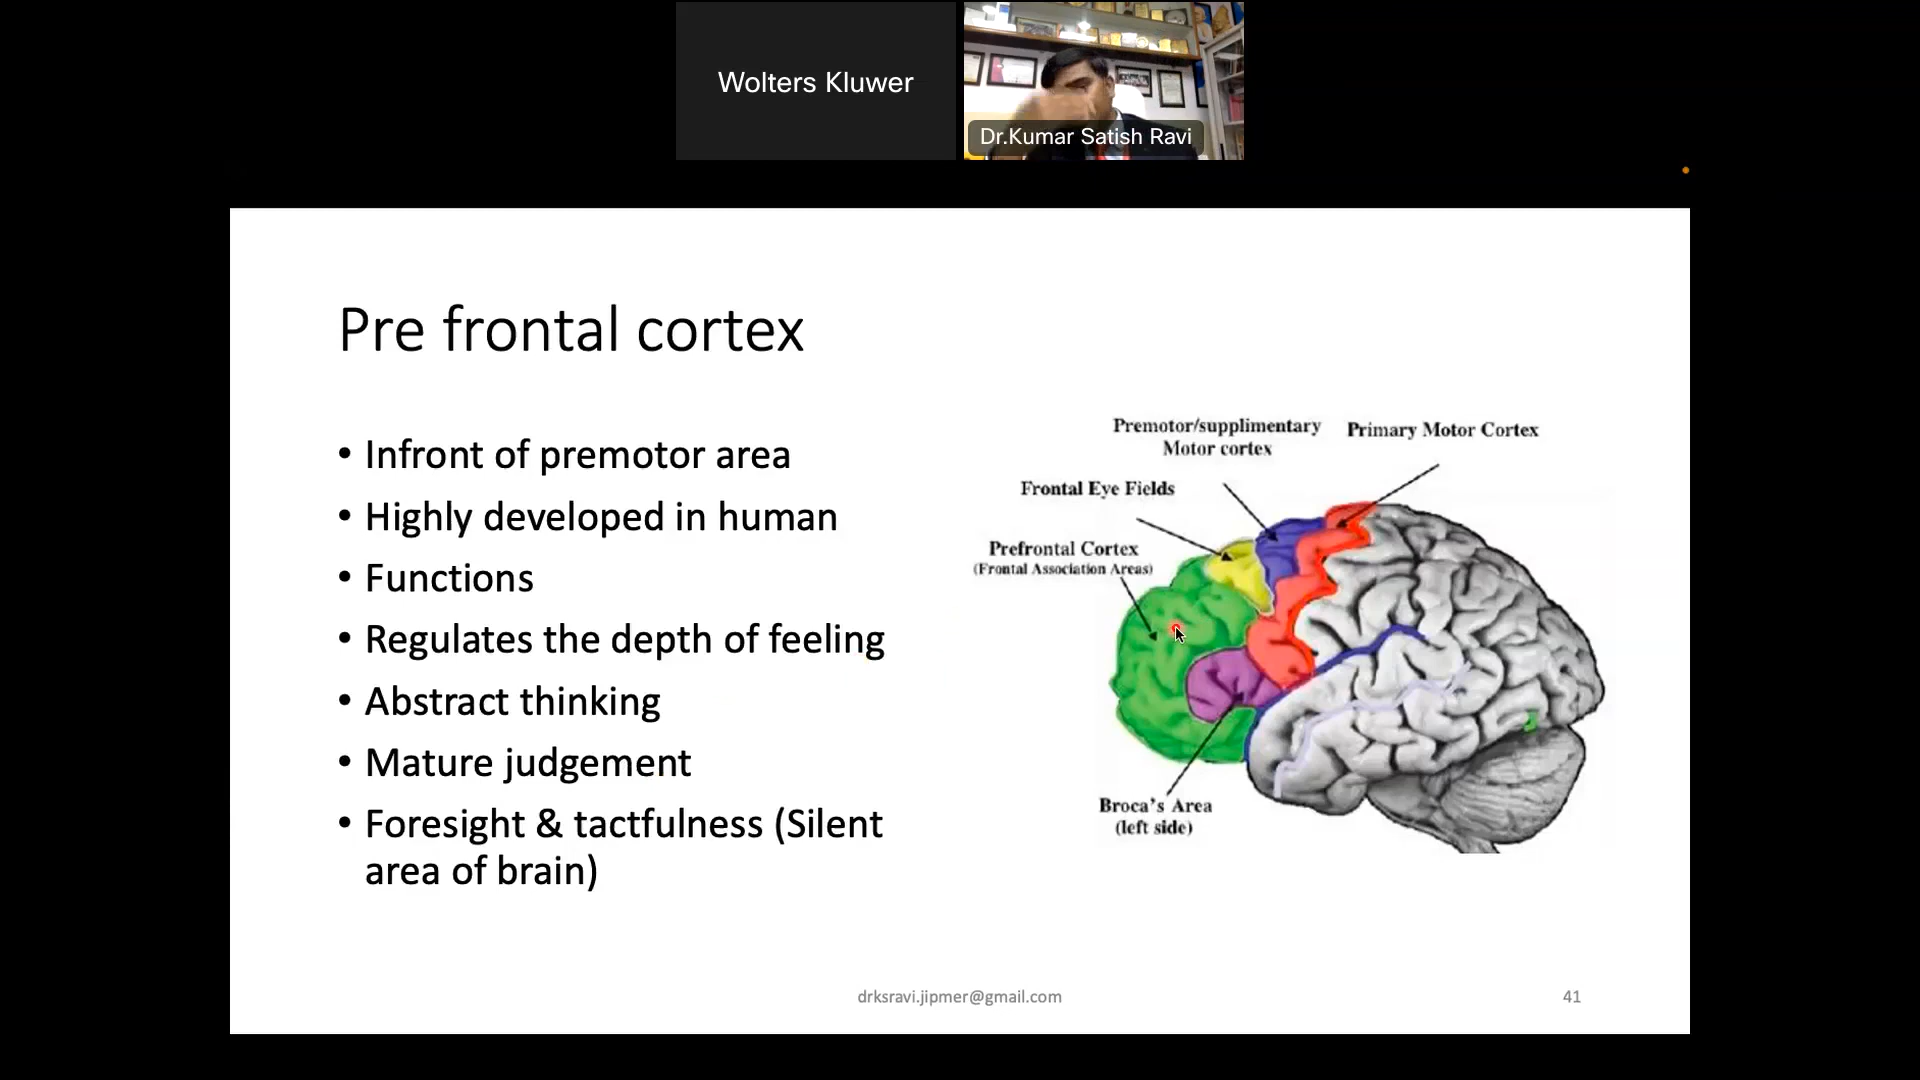 Wolters Kluwer
Dr.Kumar Satish Ravi
Pre frontal cortex
• Infront of premotor area
• Highly developed in human
• Functions
• Regulates the depth of feeling
• Abstract thinking
• Mature judgement
• Foresight & tactfulness (Silent
area of brain)
Premotor/supplimentary
Motor cortex
Primary Motor Cortex
Frontal Eye Fields
Prefrontal Cortex
(Frontal Association Areas)
Broca's Area
(left side)
drksravi.jipmer@gmail.com
41